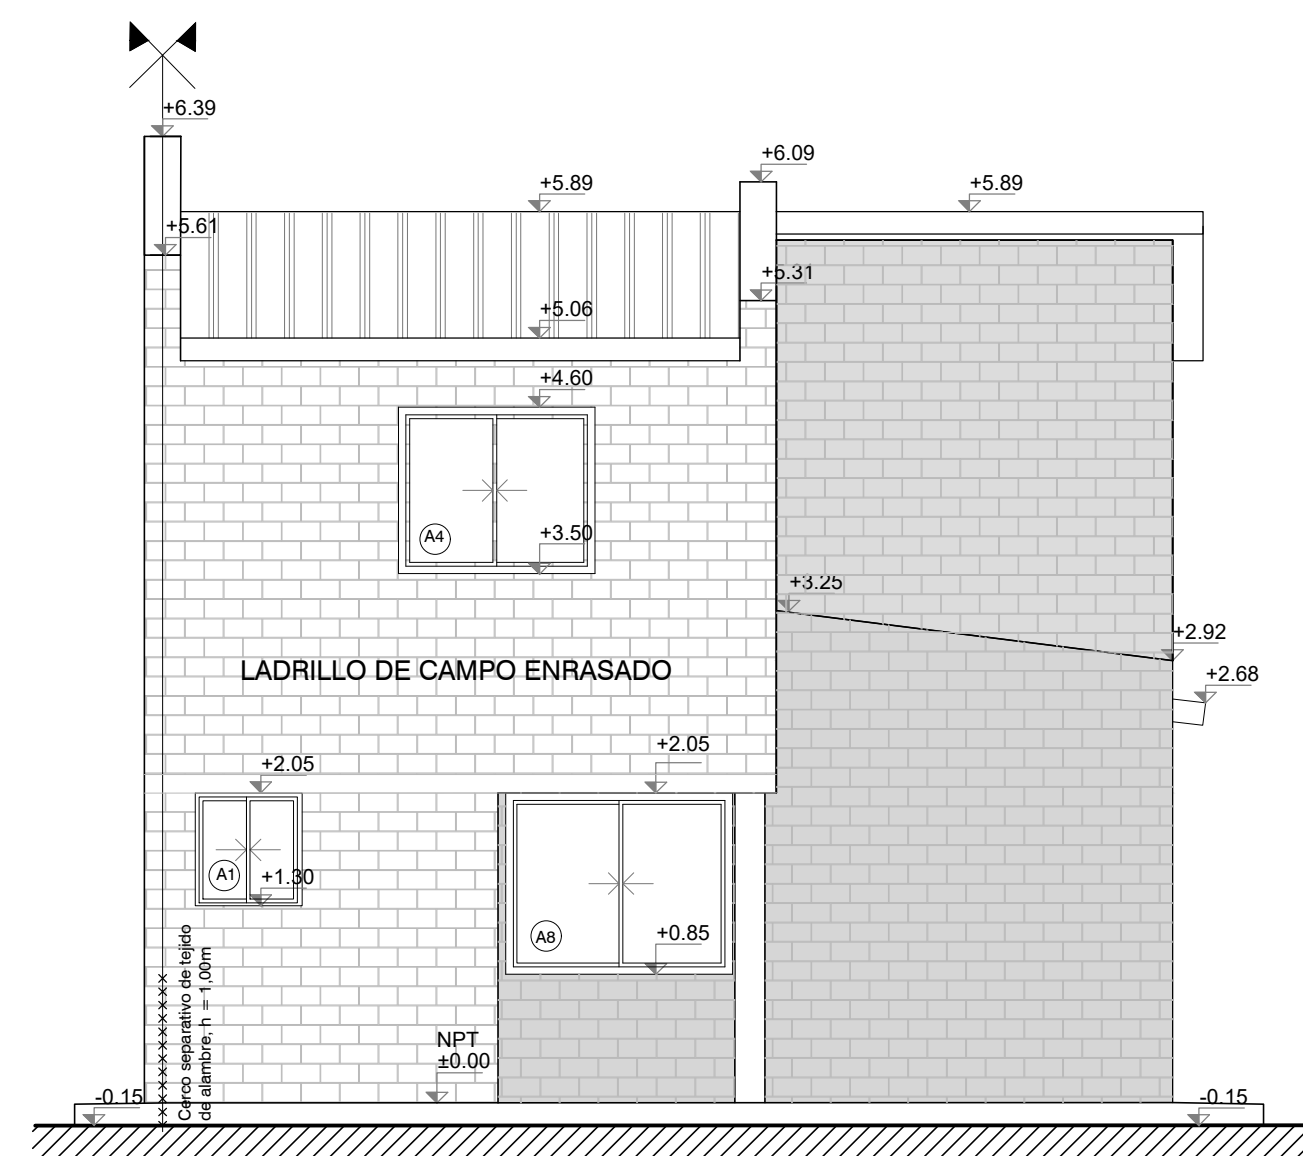 +6.39
+6.09
+5.89
+5.89
+5.61
+5.31
+5.06
+4.60
A4
+3.50
+3.25
+2.92
LADRILLO DE CAMPO ENRASADO
+2.68
+2.05
+2.05
A1
+1.30
A8
+0.85
Cerco separativo de tejido
de alambre, h = 1,00m
NPT
±0.00
-0.15
-0.15